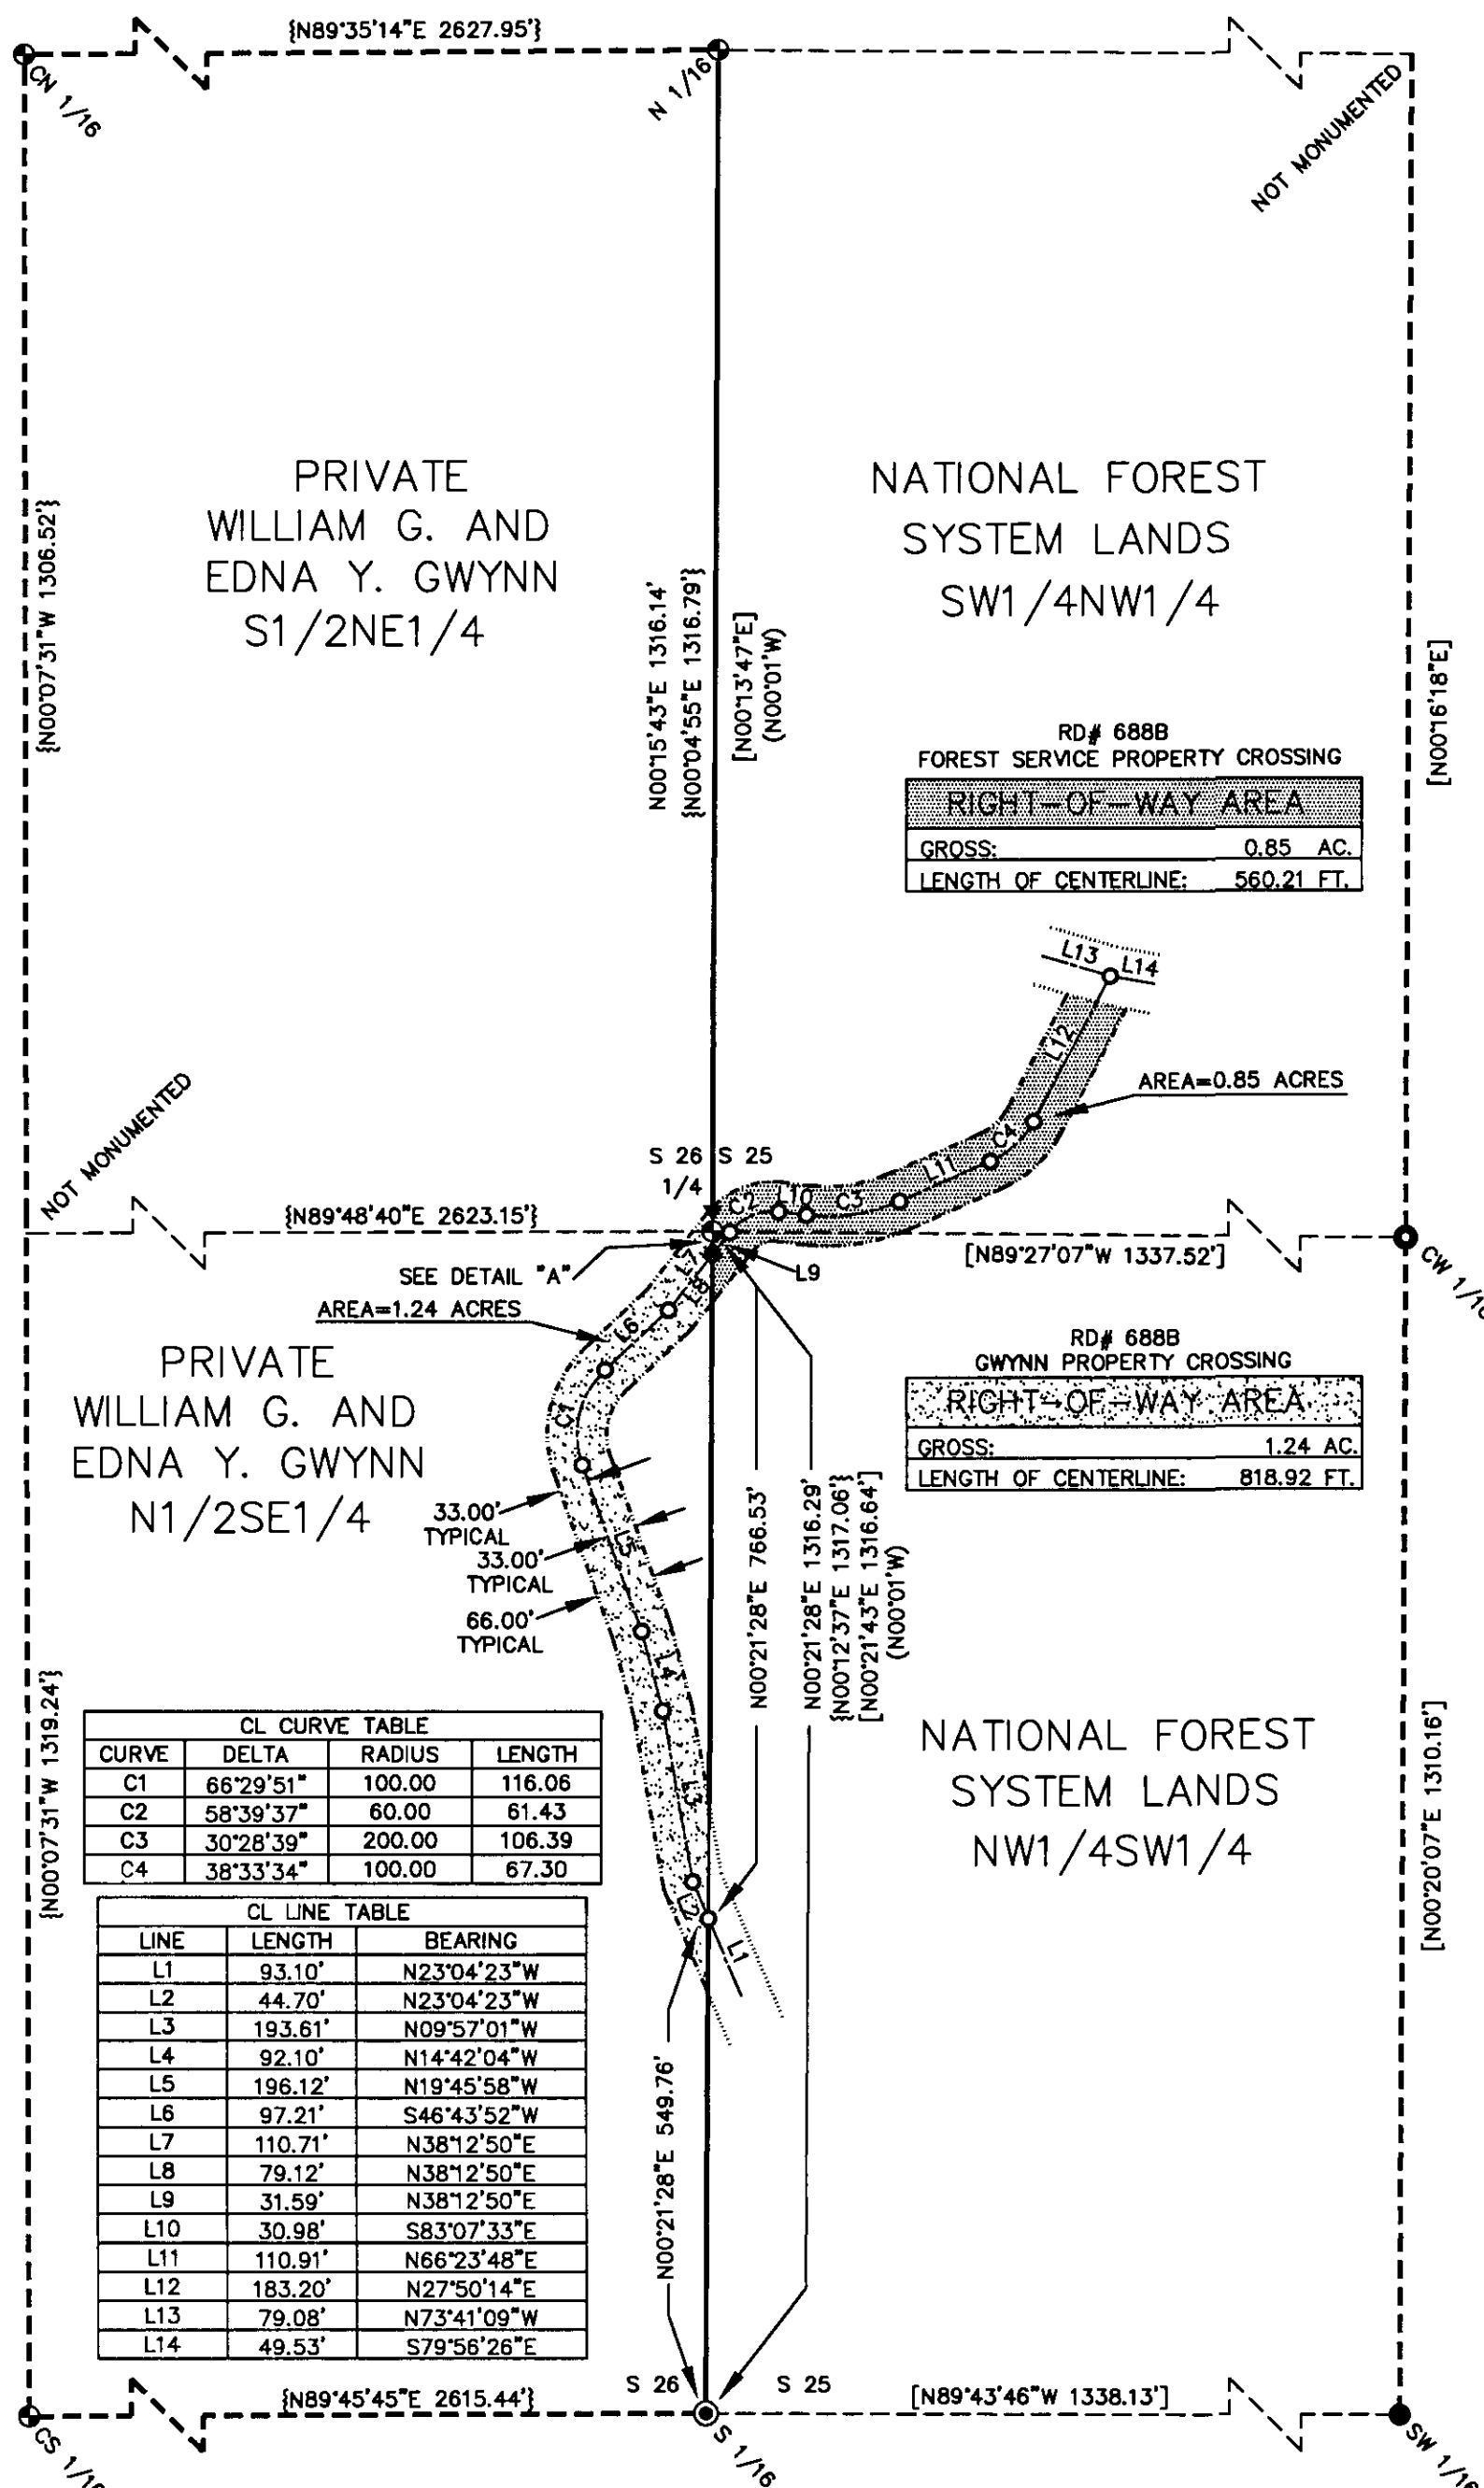 {N89°35'14"E 2627.95'}
CN 1/16
N 1/16
NOT MONUMENTED
PRIVATE
WILLIAM G. AND
EDNA Y. GWYNN
S1/2NE1/4
NATIONAL FOREST
SYSTEM LANDS
SW1/4NW1/4
{N00°07'31"W 1306.52'}
N00°15'43"E 1316.14'
{N00°04'55"E 1316.79'}
[N00°13'47"E]
(N00°01'W)
[N00°16'18"E]
RD# 688B
FOREST SERVICE PROPERTY CROSSING
RIGHT-OF-WAY AREA
GROSS: 0.85 AC.
LENGTH OF CENTERLINE: 560.21 FT.
L13 L14
L12
AREA=0.85 ACRES
NOT MONUMENTED
S 26 S 25
1/4
C2 L10 C3 L11 C4
{N89°48'40"E 2623.15'}
[N89°27'07"W 1337.52']
SEE DETAIL "A"
L7
L8
L9
CW 1/16
AREA=1.24 ACRES
L6
C1
PRIVATE
WILLIAM G. AND
EDNA Y. GWYNN
N1/2SE1/4
RD# 688B
GWYNN PROPERTY CROSSING
RIGHT-OF-WAY AREA
GROSS: 1.24 AC.
LENGTH OF CENTERLINE: 818.92 FT.
33.00'
TYPICAL
33.00'
TYPICAL
66.00'
TYPICAL
L5
L4
L3
L2
L1
N00°21'28"E 766.53'
N00°21'28"E 1316.29'
{N00°12'37"E 1317.06'}
[N00°21'43"E 1316.64']
(N00°01'W)
{N00°07'31"W 1319.24'}
NATIONAL FOREST
SYSTEM LANDS
NW1/4SW1/4
[N00°20'07"E 1310.16']
CL CURVE TABLE
CURVE DELTA RADIUS LENGTH
C1 66°29'51" 100.00 116.06
C2 58°39'37" 60.00 61.43
C3 30°28'39" 200.00 106.39
C4 38°33'34" 100.00 67.30
CL LINE TABLE
LINE LENGTH BEARING
L1 93.10' N23°04'23"W
L2 44.70' N23°04'23"W
L3 193.61' N09°57'01"W
L4 92.10' N14°42'04"W
L5 196.12' N19°45'58"W
L6 97.21' S46°43'52"W
L7 110.71' N38°12'50"E
L8 79.12' N38°12'50"E
L9 31.59' N38°12'50"E
L10 30.98' S83°07'33"E
L11 110.91' N66°23'48"E
L12 183.20' N27°50'14"E
L13 79.08' N73°41'09"W
L14 49.53' S79°56'26"E
N00°21'28"E 549.76'
{N89°45'45"E 2615.44'}
S 26 S 25
[N89°43'46"W 1338.13']
CS 1/16
S 1/16
SW 1/16